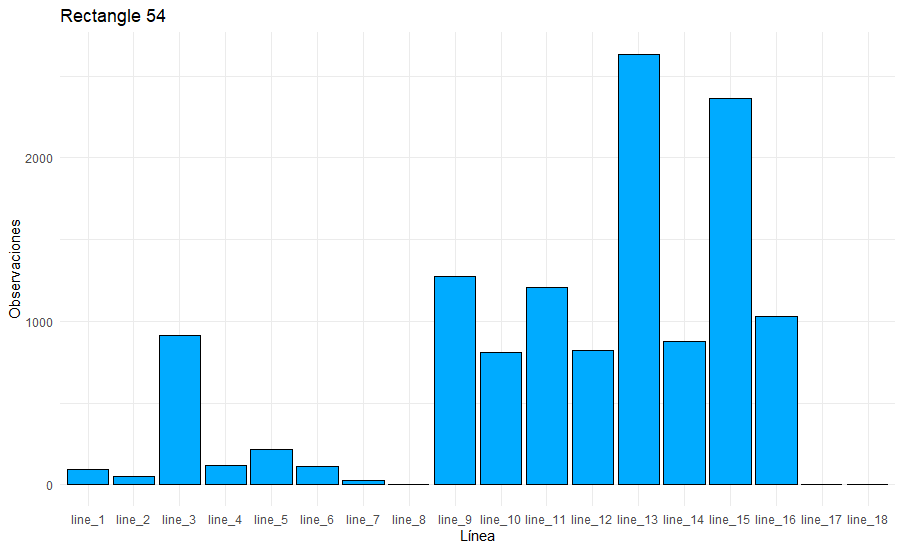 Rectangle 54
Observaciones
2000
1000
0
line_1 line_2 line_3 line_4 line_5 line_6 line_7 line_8 line_9 line_10 line_11 line_12 line_13 line_14 line_15 line_16 line_17 line_18
Línea